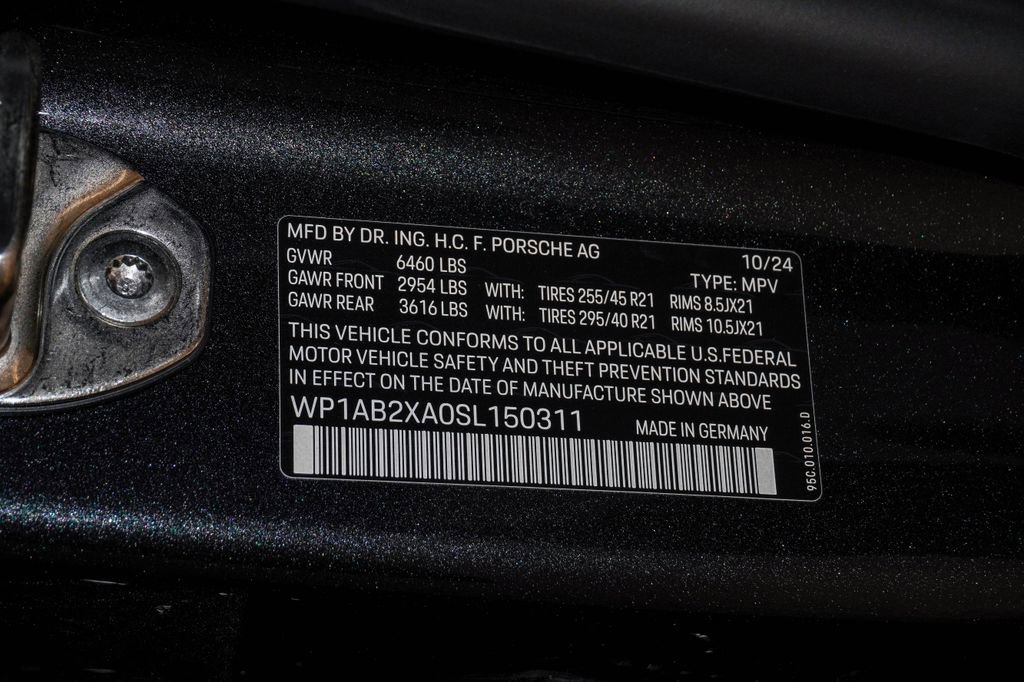 MFD BY DR. ING. H.C. F. PORSCHE AG 10/24
GVWR 6460 LBS TYPE: MPV
GAWR FRONT 2954 LBS WITH: TIRES 255/45 R21 RIMS 8.5JX21
GAWR REAR 3616 LBS WITH: TIRES 295/40 R21 RIMS 10.5JX21
THIS VEHICLE CONFORMS TO ALL APPLICABLE U.S.FEDERAL
MOTOR VEHICLE SAFETY AND THEFT PREVENTION STANDARDS
IN EFFECT ON THE DATE OF MANUFACTURE SHOWN ABOVE
WP1AB2XA0SL150311 MADE IN GERMANY
95C.010.016.D